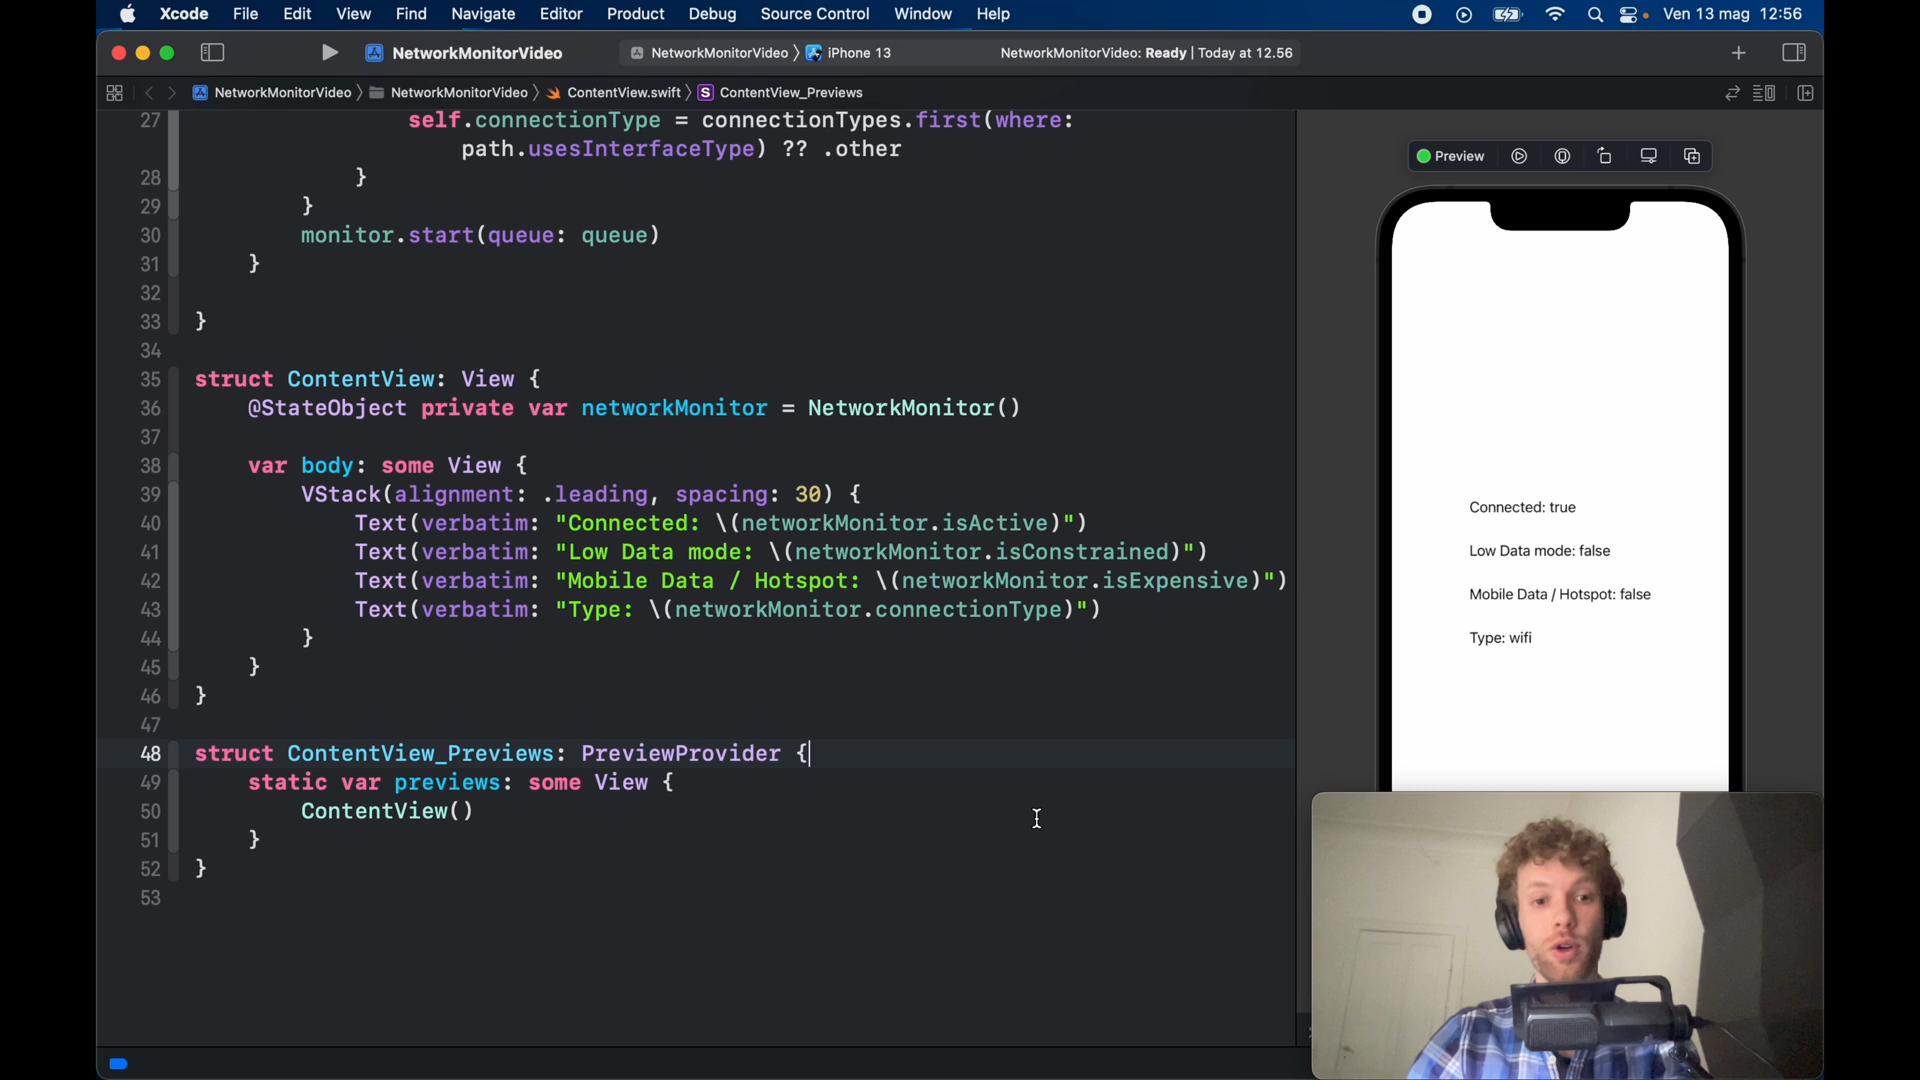 Xcode File Edit View Find Navigate Editor Product Debug Source Control Window Help Ven 13 mag 12:56
NetworkMonitorVideo NetworkMonitorVideo 〉 iPhone 13 NetworkMonitorVideo: Ready | Today at 12.56
NetworkMonitorVideo 〉 NetworkMonitorVideo 〉 ContentView.swift 〉 S ContentView_Previews
27 self.connectionType = connectionTypes.first(where:
path.usesInterfaceType) ?? .other
28 }
29 }
30 monitor.start(queue: queue)
31 }
32
33 }
34
35 struct ContentView: View {
36 @StateObject private var networkMonitor = NetworkMonitor()
37
38 var body: some View {
39 VStack(alignment: .leading, spacing: 30) {
40 Text(verbatim: "Connected: \(networkMonitor.isActive)")
41 Text(verbatim: "Low Data mode: \(networkMonitor.isConstrained)")
42 Text(verbatim: "Mobile Data / Hotspot: \(networkMonitor.isExpensive)")
43 Text(verbatim: "Type: \(networkMonitor.connectionType)")
44 }
45 }
46 }
47
48 struct ContentView_Previews: PreviewProvider {
49 static var previews: some View {
50 ContentView()
51 }
52 }
53
Preview
Connected: true
Low Data mode: false
Mobile Data / Hotspot: false
Type: wifi